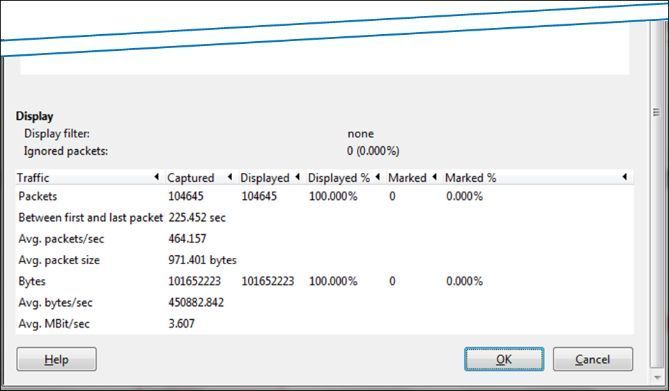 Display
Display filter: none
Ignored packets: 0 (0.000%)
Traffic Captured Displayed Displayed % Marked Marked %
Packets 104645 104645 100.000% 0 0.000%
Between first and last packet 225.452 sec
Avg. packets/sec 464.157
Avg. packet size 971.401 bytes
Bytes 101652223 101652223 100.000% 0 0.000%
Avg. bytes/sec 450882.842
Avg. MBit/sec 3.607
Help OK Cancel